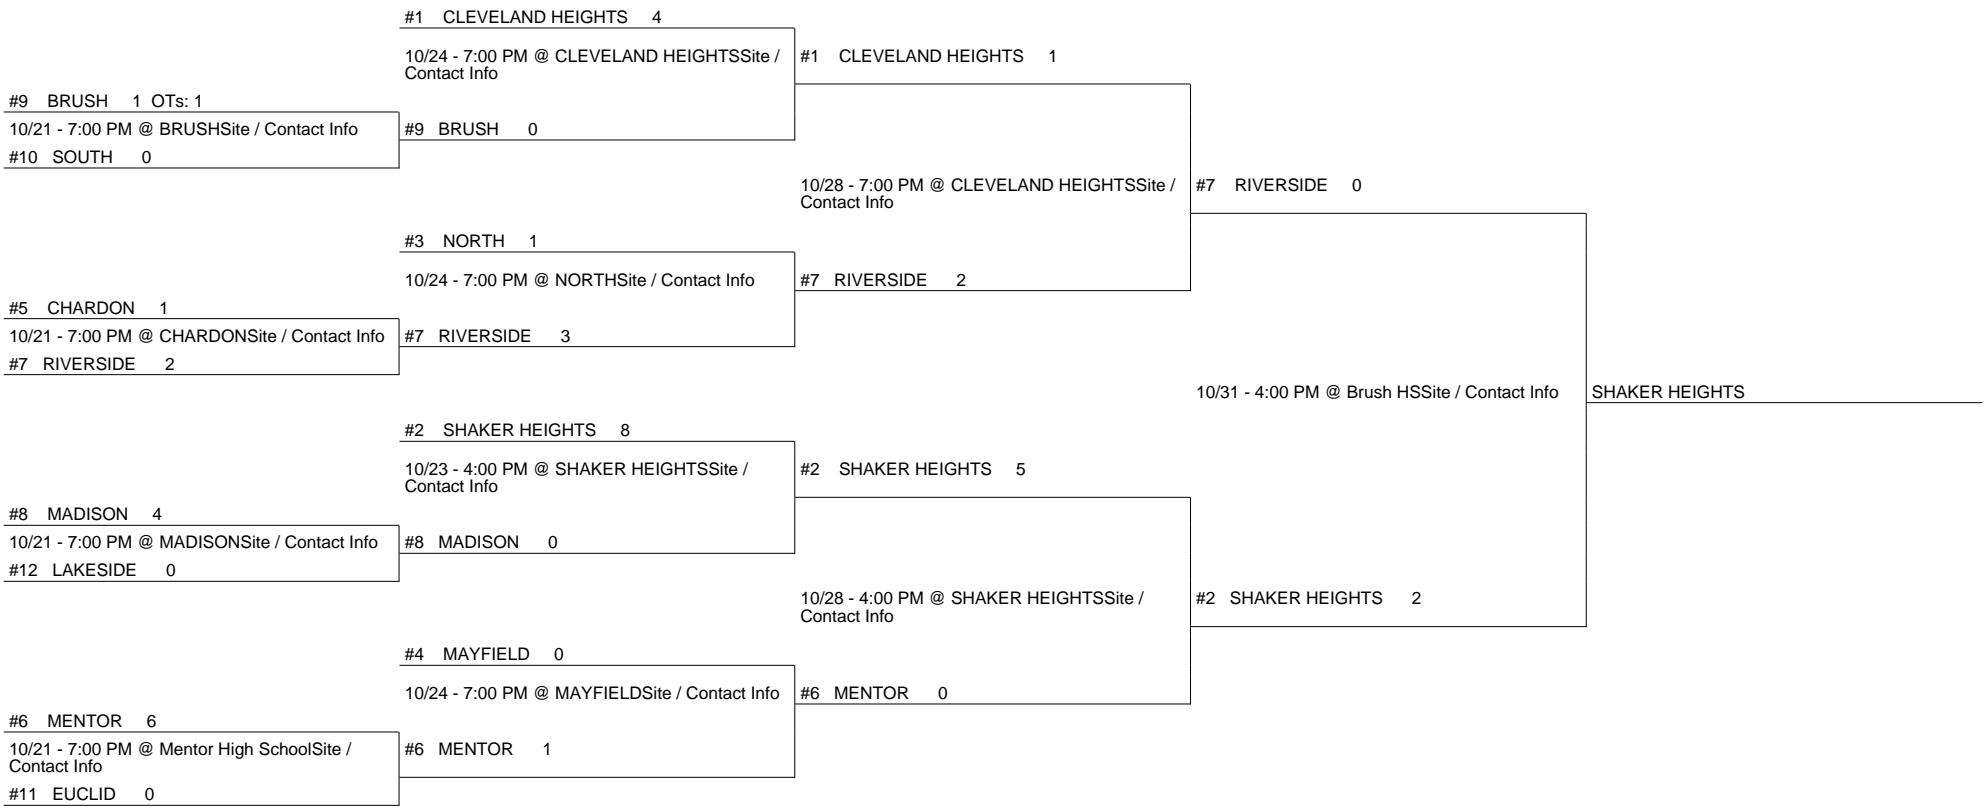 #1 CLEVELAND HEIGHTS 4
10/24 - 7:00 PM @ CLEVELAND HEIGHTSSite /
Contact Info
#1 CLEVELAND HEIGHTS 1
#9 BRUSH 1 OTs: 1
10/21 - 7:00 PM @ BRUSHSite / Contact Info
#9 BRUSH 0
#10 SOUTH 0
10/28 - 7:00 PM @ CLEVELAND HEIGHTSSite /
Contact Info
#7 RIVERSIDE 0
#3 NORTH 1
10/24 - 7:00 PM @ NORTHSite / Contact Info
#7 RIVERSIDE 2
#5 CHARDON 1
10/21 - 7:00 PM @ CHARDONSite / Contact Info
#7 RIVERSIDE 3
#7 RIVERSIDE 2
10/31 - 4:00 PM @ Brush HSSite / Contact Info
SHAKER HEIGHTS
#2 SHAKER HEIGHTS 8
10/23 - 4:00 PM @ SHAKER HEIGHTSSite /
Contact Info
#2 SHAKER HEIGHTS 5
#8 MADISON 4
10/21 - 7:00 PM @ MADISONSite / Contact Info
#8 MADISON 0
#12 LAKESIDE 0
10/28 - 4:00 PM @ SHAKER HEIGHTSSite /
Contact Info
#2 SHAKER HEIGHTS 2
#4 MAYFIELD 0
10/24 - 7:00 PM @ MAYFIELDSite / Contact Info
#6 MENTOR 0
#6 MENTOR 6
10/21 - 7:00 PM @ Mentor High SchoolSite /
Contact Info
#6 MENTOR 1
#11 EUCLID 0